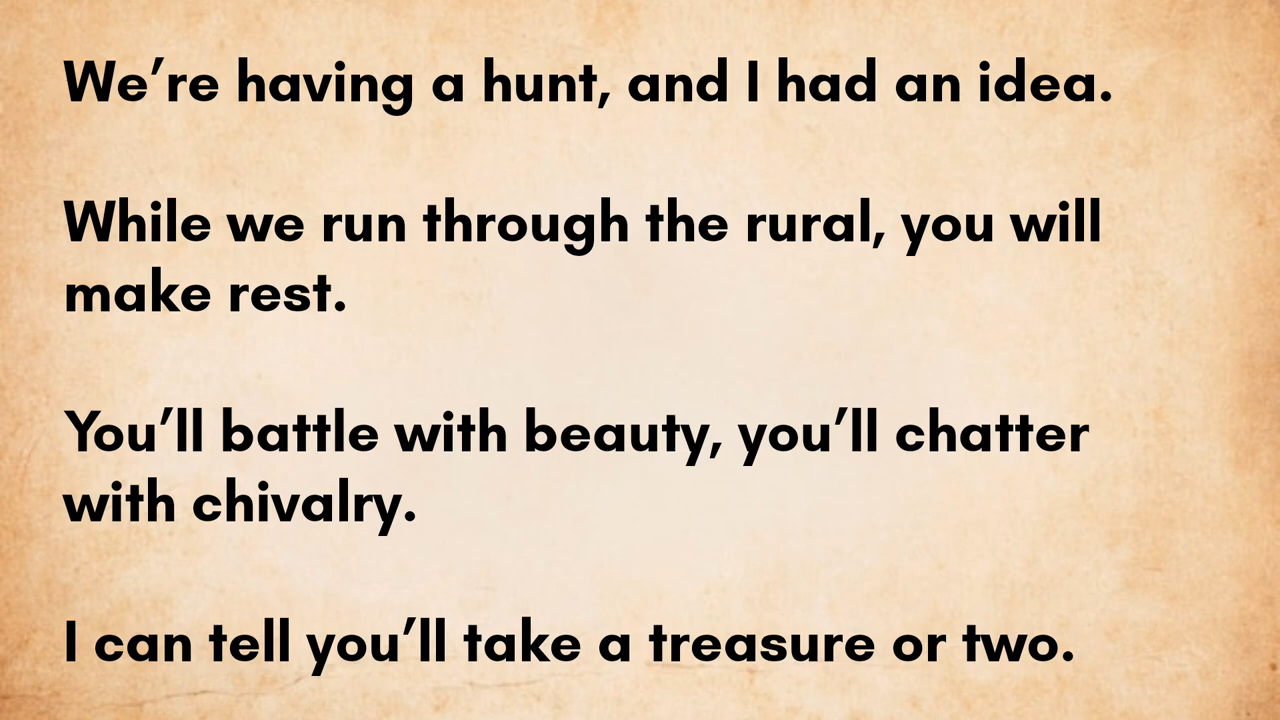 We’re having a hunt, and I had an idea.
While we run through the rural, you will
make rest.
You’ll battle with beauty, you’ll chatter
with chivalry.
I can tell you’ll take a treasure or two.